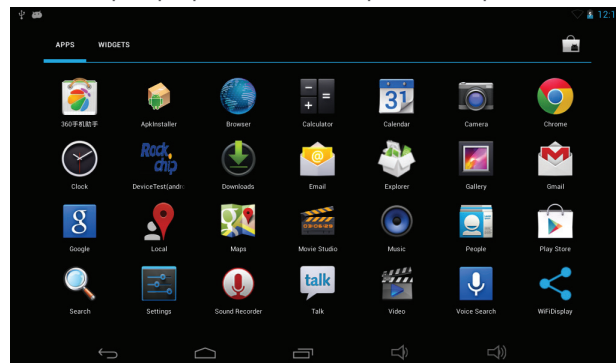 12:1
APPS WIDGETS
360手机助手 ApkInstaller Browser Calculator Calendar Camera Chrome
31
Rock
chip
Clock DeviceTest(andro Downloads Email Explorer Gallery Gmail
g
Google Local Maps Movie Studio Music People Play Store
talk
Search Settings Sound Recorder Talk Video Voice Search WiFiDisplay